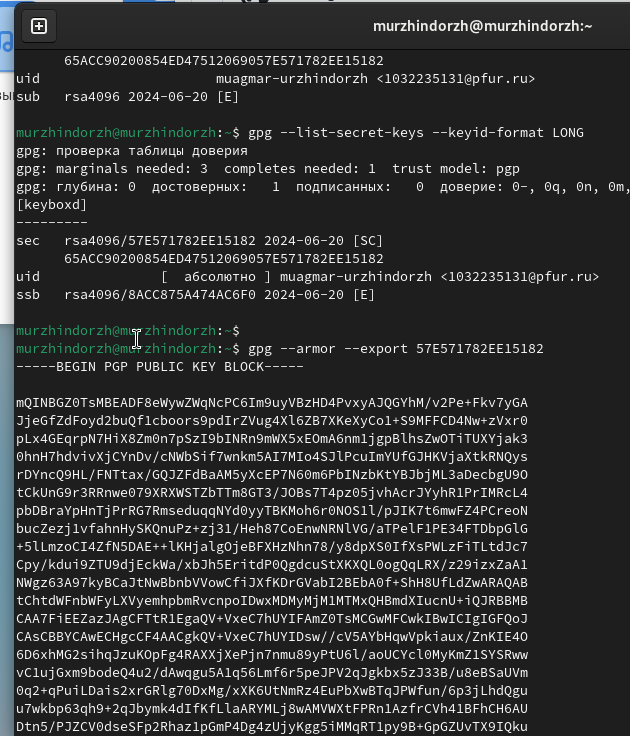 murzhindorzh@murzhindorzh:~
65ACC90200854ED47512069057E571782EE15182
uid muagmar-urzhindorzh <1032235131@pfur.ru>
sub rsa4096 2024-06-20 [E]
murzhindorzh@murzhindorzh:~$ gpg --list-secret-keys --keyid-format LONG
gpg: проверка таблицы доверия
gpg: marginals needed: 3 completes needed: 1 trust model: pgp
gpg: глубина: 0 достоверных: 1 подписанных: 0 доверие: 0-, 0q, 0n, 0m,
[keyboxd]
---------
sec rsa4096/57E571782EE15182 2024-06-20 [SC]
65ACC90200854ED47512069057E571782EE15182
uid [ абсолютно ] muagmar-urzhindorzh <1032235131@pfur.ru>
ssb rsa4096/8ACC875A474AC6F0 2024-06-20 [E]
murzhindorzh@murzhindorzh:~$
murzhindorzh@murzhindorzh:~$ gpg --armor --export 57E571782EE15182
-----BEGIN PGP PUBLIC KEY BLOCK-----
mQINBGZ0TsMBEADF8eWywZWqNcPC6Im9uyVBzHD4PvxyAJQGYhM/v2Pe+Fkv7yGA
JjeGfZdFoyd2buQf1cboors9pdIrZVug4Xl6ZB7XKeXyCo1+S9MFFCD4Nw+zVxr0
pLx4GEqrpN7HiX8Zm0n7pSzI9bINRn9mWX5xEOmA6nm1jgpBlhsZwOTiTUXYjak3
0hnH7hdvivXjCYnDv/cNWbSif7wnkm5AI7MIo4SJlPcuImYUfGJHKVjaXtkRNQys
rDYncQ9HL/FNTtax/GQJZFdBaAM5yXcEP7N60m6PbINzbKtYBJbjML3aDecbgU9O
tCkUnG9r3RRnwe079XRXWSTZbTTm8GT3/JOBs7T4pz05jvhAcrJYyhR1PrIMRcL4
pbDBraYpHnTjPrRG7RmseduqqNYd0yyTBKMoh6r0NOS1l/pJIK7t6mwFZ4PCreoN
bucZezj1vfahnHySKQnuPz+zj31/Heh87CoEnwNRNlVG/aTPelF1PE34FTDbpGlG
+5lLmzoCI4ZfN5DAE++lKHjalgOjeBFXHzNhn78/y8dpXS0IfXsPWLzFiTLtdJc7
Cpy/kdui9ZTU9djEckWa/xbJh5EritdP0QgdcuStXKXQL0ogQqLRX/z29izxZaA1
NWgz63A97kyBCaJtNwBbnbVVowCfiJXfKDrGVabI2BEbA0f+ShH8UfLdZwARAQAB
tChtdWFnbWFyLXVyemhpbmRvcnpoIDwxMDMyMjM1MTMxQHBmdXIucnU+iQJRBBMB
CAA7FiEEZazJAgCFTtR1EgaQV+VxeC7hUYIFAmZ0TsMCGwMFCwkIBwICIgIGFQoJ
CAsCBBYCAwECHgcCF4AACgkQV+VxeC7hUYIDsw//cV5AYbHqwVpkiaux/ZnKIE4O
6D6xhMG2sihqJzuKOpFg4RAXXjXePjn7nmu89yPtU6l/aoUCYcl0MyKmZ1SYSRww
vC1ujGxm9bodeQ4u2/dAwqgu5A1q56Lmf6r5peJPV2qJgkbx5zJ33B/u8eBSaUVm
0q2+qPuiLDais2xrGRlg70DxMg/xXK6UtNmRz4EuPbXwBTqJPWfun/6p3jLhdQgu
u7wkbp63qh9+2qJbymk4dIfKfLlaARYMLj8wAMVWXtFPRn1AzfrCVh41BFhCH6AU
Dtn5/PJZCV0dseSFp2Rhaz1pGmP4Dg4zUjyKgg5iMMqRT1py9B+GpGZUvTX9IQku